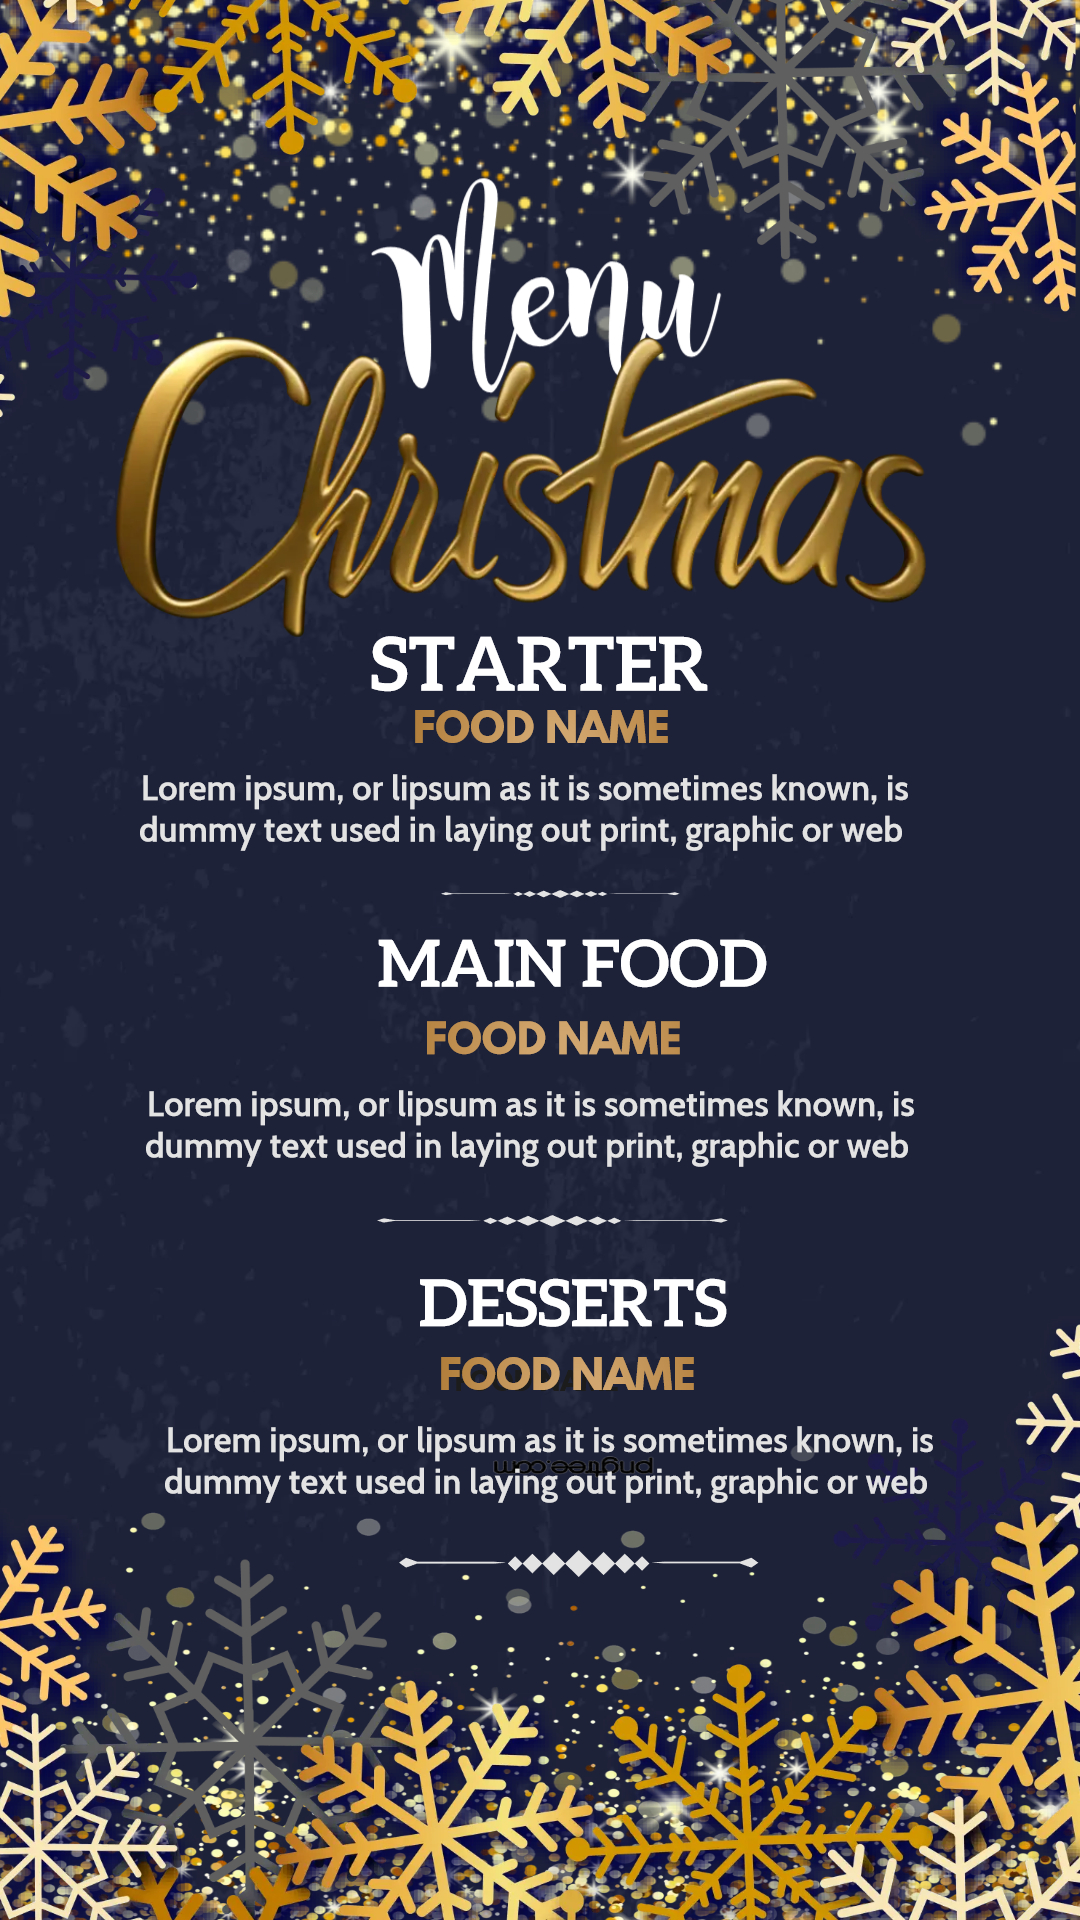 Menu
Christmas
STARTER
FOOD NAME
Lorem ipsum, or lipsum as it is sometimes known, is
dummy text used in laying out print, graphic or web
MAIN FOOD
FOOD NAME
Lorem ipsum, or lipsum as it is sometimes known, is
dummy text used in laying out print, graphic or web
DESSERTS
FOOD NAME
Lorem ipsum, or lipsum as it is sometimes known, is
pngtree.com
dummy text used in laying out print, graphic or web